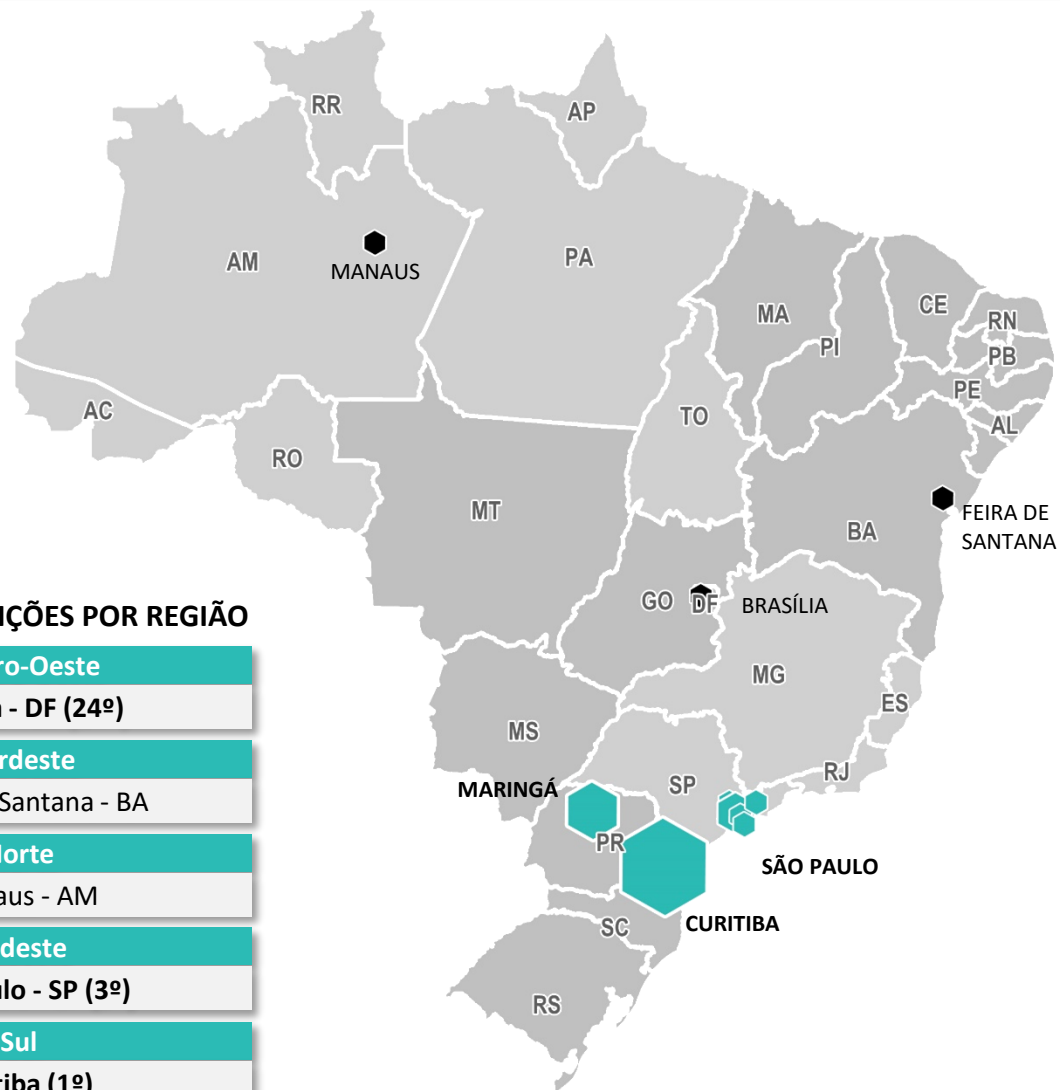 RR
AP
AM
MANAUS
PA
MA
CE
RN
PI
PB
PE
AC
TO
AL
RO
MT
BA
FEIRA DE
SANTANA
GO
DF
BRASÍLIA
IÇÕES POR REGIÃO
ro-Oeste
- DF (24º)
MG
ES
MS
rdeste
Santana - BA
RJ
MARINGÁ
SP
PR
orte
aus - AM
SÃO PAULO
CURITIBA
SC
deste
lo - SP (3º)
RS
Sul
iba (1º)